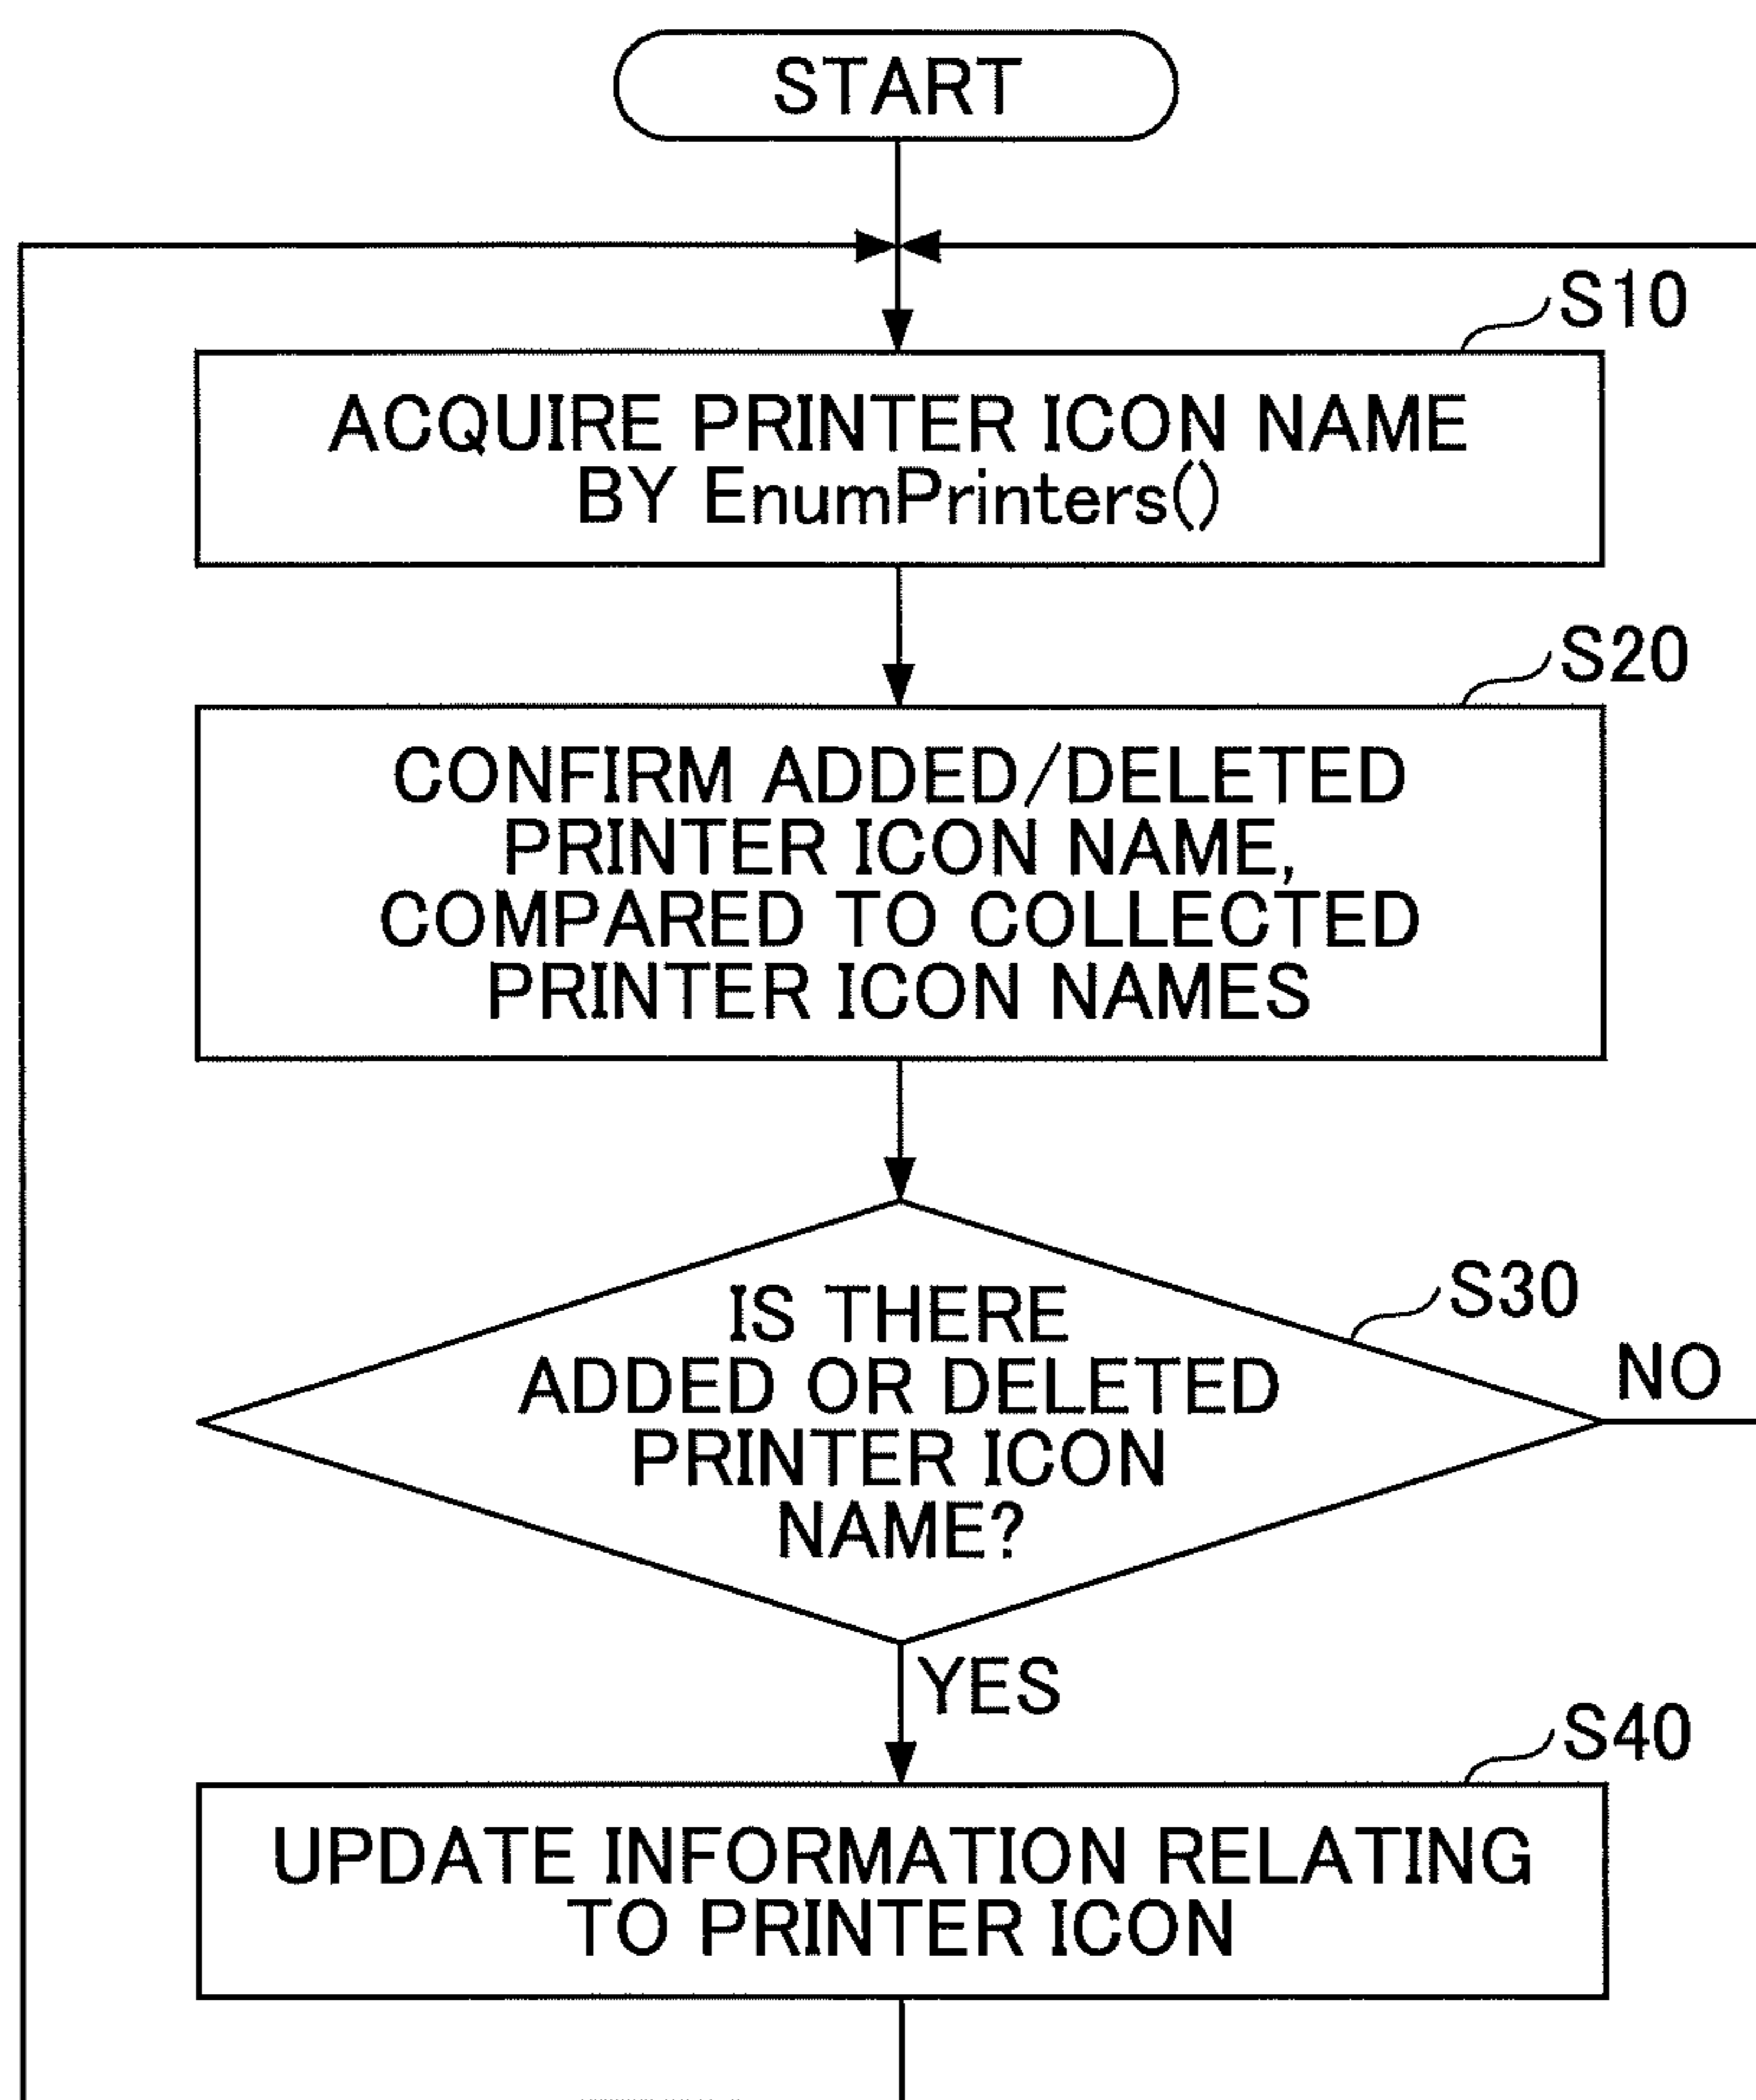 START
S10
ACQUIRE PRINTER ICON NAME
BY EnumPrinters()
S20
CONFIRM ADDED/DELETED
PRINTER ICON NAME,
COMPARED TO COLLECTED
PRINTER ICON NAMES
S30
IS THERE
ADDED OR DELETED
PRINTER ICON
NAME?
NO
YES
S40
UPDATE INFORMATION RELATING
TO PRINTER ICON